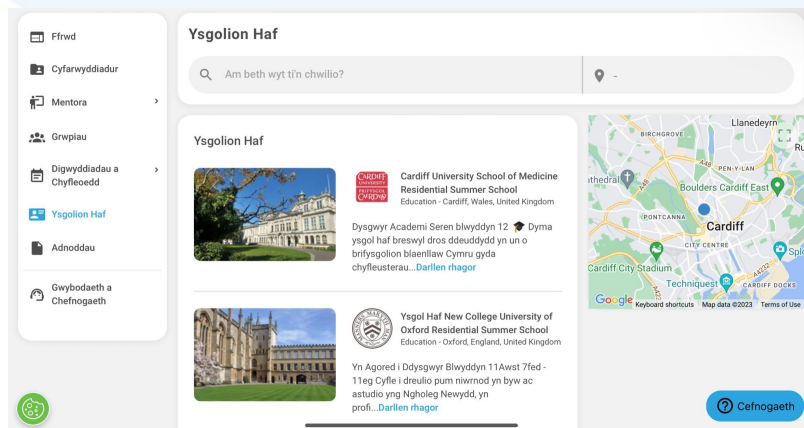 Ffrwd
Cyfarwyddiadur
Mentora
Grwpiau
Digwyddiadau a
Chyfleoedd
Ysgolion Haf
Adnoddau
Gwybodaeth a
Chefnogaeth
Ysgolion Haf
Am beth wyt ti'n chwilio?
-
Ysgolion Haf
CARDIFF
UNIVERSITY
PRIFYSGOL
CAERDYDD
Cardiff University School of Medicine
Residential Summer School
Education - Cardiff, Wales, United Kingdom
Dysgwyr Academi Seren blwyddyn 12 🎓 Dyma
ysgol haf breswyl dros ddeuddydd yn un o
brifysgolion blaenllaw Cymru gyda
chyfleusterau...Darllen rhagor
Ysgol Haf New College University of
Oxford Residential Summer School
Education - Oxford, England, United Kingdom
Yn Agored i Ddysgwyr Blwyddyn 11Awst 7fed -
11eg Cyfle i dreulio pum niwrnod yn byw ac
astudio yng Ngholeg Newydd, yn
profi...Darllen rhagor
Llanedeyrn
BIRCHGROVE
Ru
PEN-Y-LAN
A48
thedral
Boulders Cardiff East
PONTCANNA
Cardiff
CITY CENTRE
Splo
Cardiff City Stadium
A4232
Techniquest
CARDIFF DOCKS
Google
Keyboard shortcuts
Map data ©2023
Terms of Use
Cefnogaeth